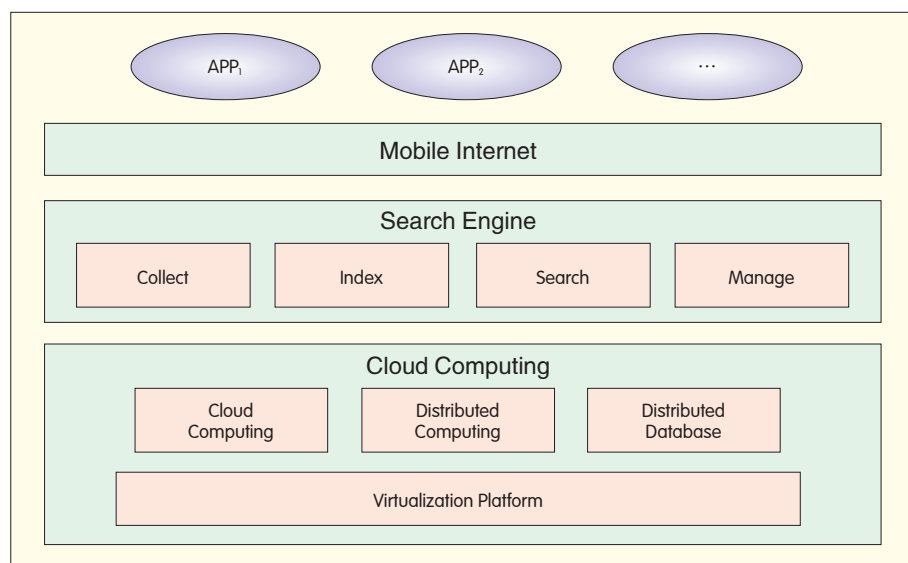 APP₁ APP₂ ...
Mobile Internet
Search Engine
Collect Index Search Manage
Cloud Computing
Cloud Distributed Distributed
Computing Computing Database
Virtualization Platform